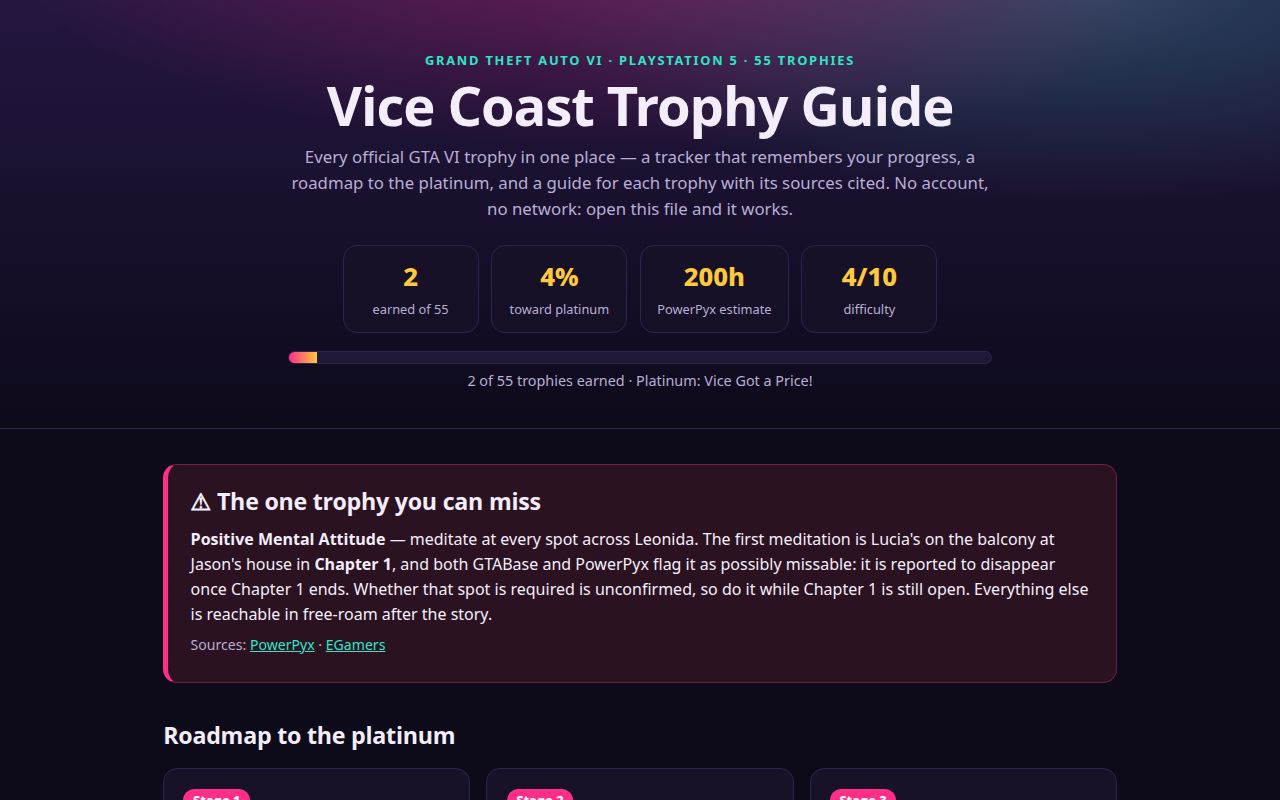 GRAND THEFT AUTO VI · PLAYSTATION 5 · 55 TROPHIES
Vice Coast Trophy Guide
Every official GTA VI trophy in one place — a tracker that remembers your progress, a
roadmap to the platinum, and a guide for each trophy with its sources cited. No account,
no network: open this file and it works.
2
earned of 55
4%
toward platinum
200h
PowerPyx estimate
4/10
difficulty
2 of 55 trophies earned · Platinum: Vice Got a Price!
⚠ The one trophy you can miss
Positive Mental Attitude — meditate at every spot across Leonida. The first meditation is Lucia's on the balcony at
Jason's house in Chapter 1, and both GTABase and PowerPyx flag it as possibly missable: it is reported to disappear
once Chapter 1 ends. Whether that spot is required is unconfirmed, so do it while Chapter 1 is still open. Everything else
is reachable in free-roam after the story.
Sources: PowerPyx · EGamers
Roadmap to the platinum
Stage 1
Stage 2
Stage 3